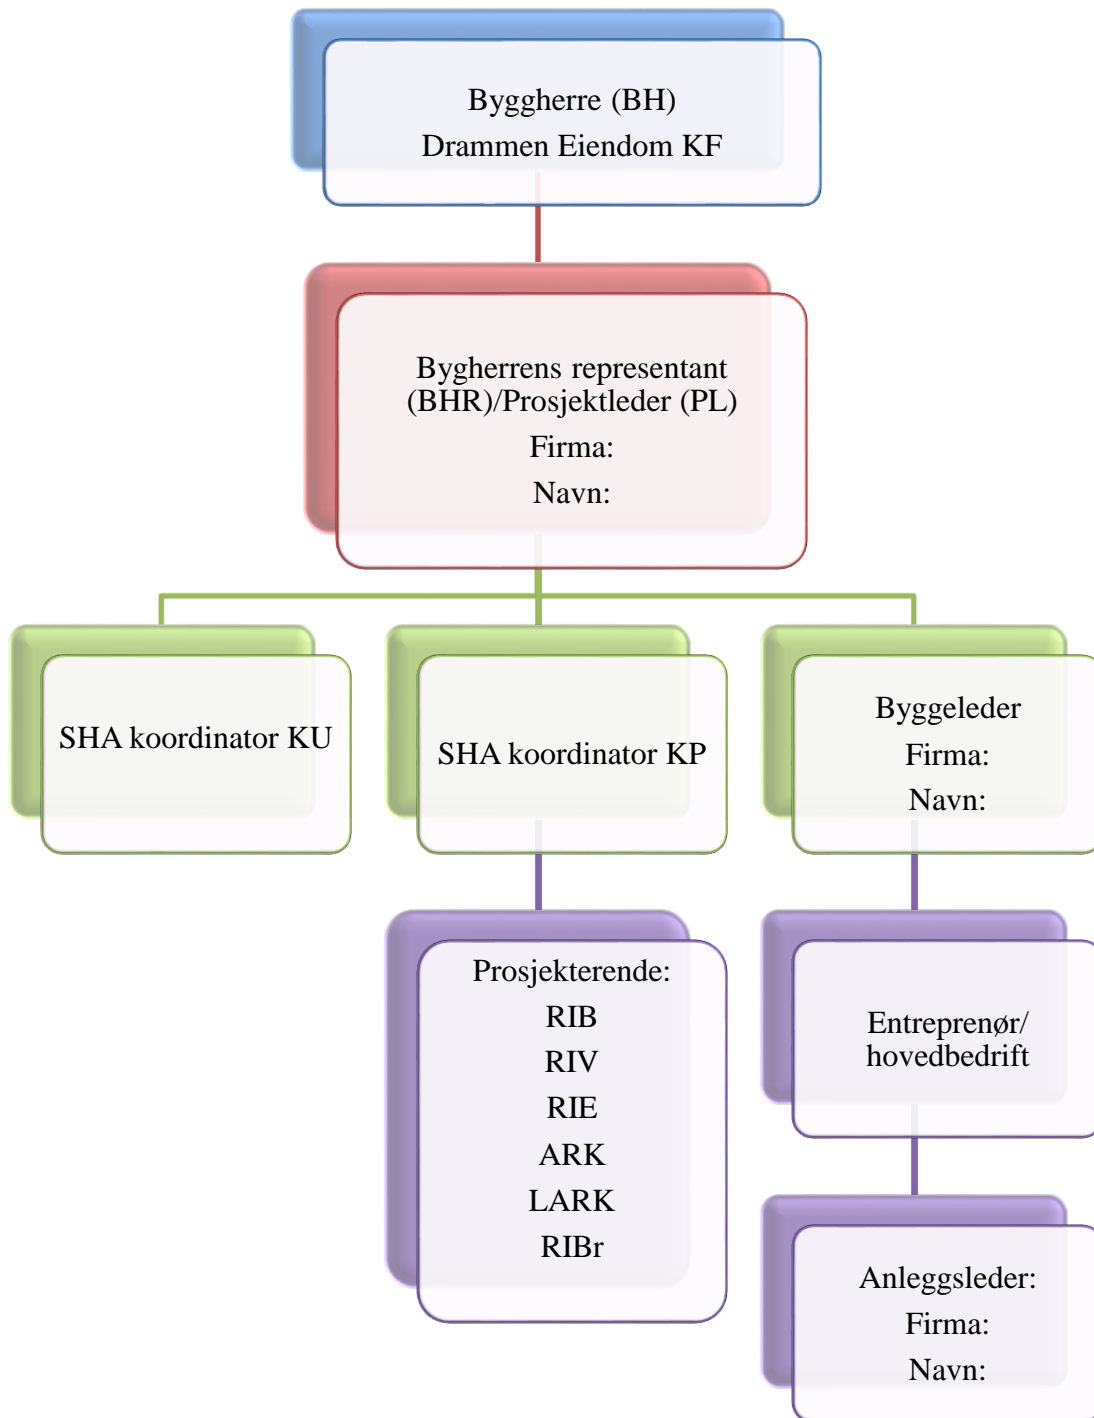 Byggherre (BH)
Drammen Eiendom KF
Bygherrens representant
(BHR)/Prosjektleder (PL)
Firma:
Navn:
SHA koordinator KU
SHA koordinator KP
Byggeleder
Firma:
Navn:
Prosjekterende:
RIB
RIV
RIE
ARK
LARK
RIBr
Entreprenør/
hovedbedrift
Anleggsleder:
Firma:
Navn: